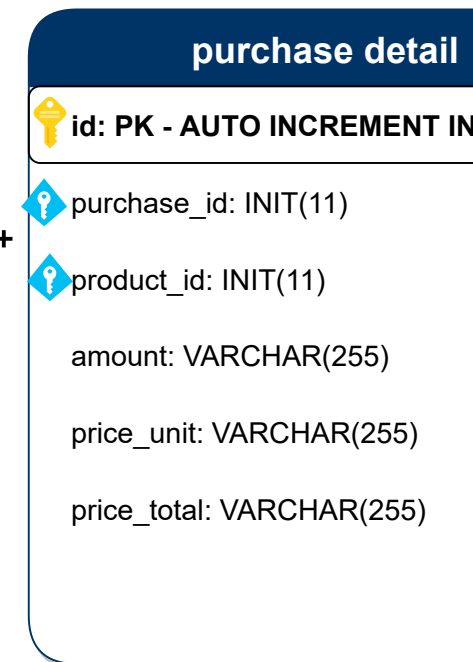 purchase detail
id: PK - AUTO INCREMENT IN
purchase_id: INIT(11)
+
product_id: INIT(11)
amount: VARCHAR(255)
price_unit: VARCHAR(255)
price_total: VARCHAR(255)